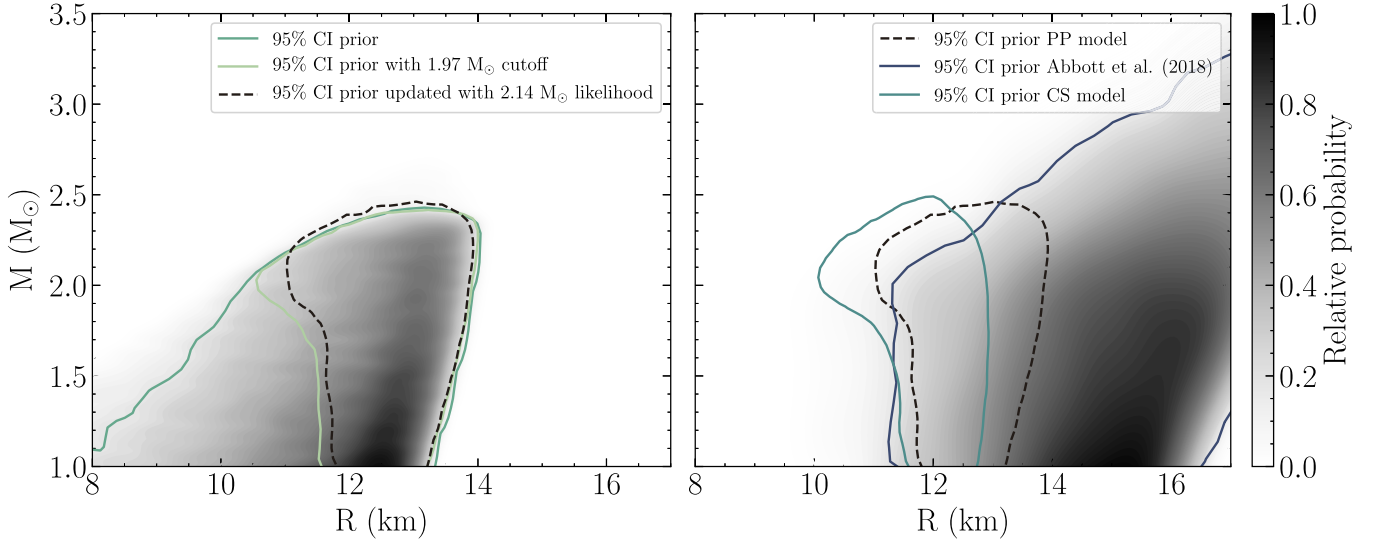 3.5
3.0
2.5
2.0
1.5
1.0
M (M⊙)
8
10
12
14
16
R (km)
95% CI prior
95% CI prior with 1.97 M⊙ cutoff
95% CI prior updated with 2.14 M⊙ likelihood
10
12
14
16
R (km)
95% CI prior PP model
95% CI prior Abbott et al. (2018)
95% CI prior CS model
1.0
0.8
0.6
0.4
0.2
0.0
Relative probability